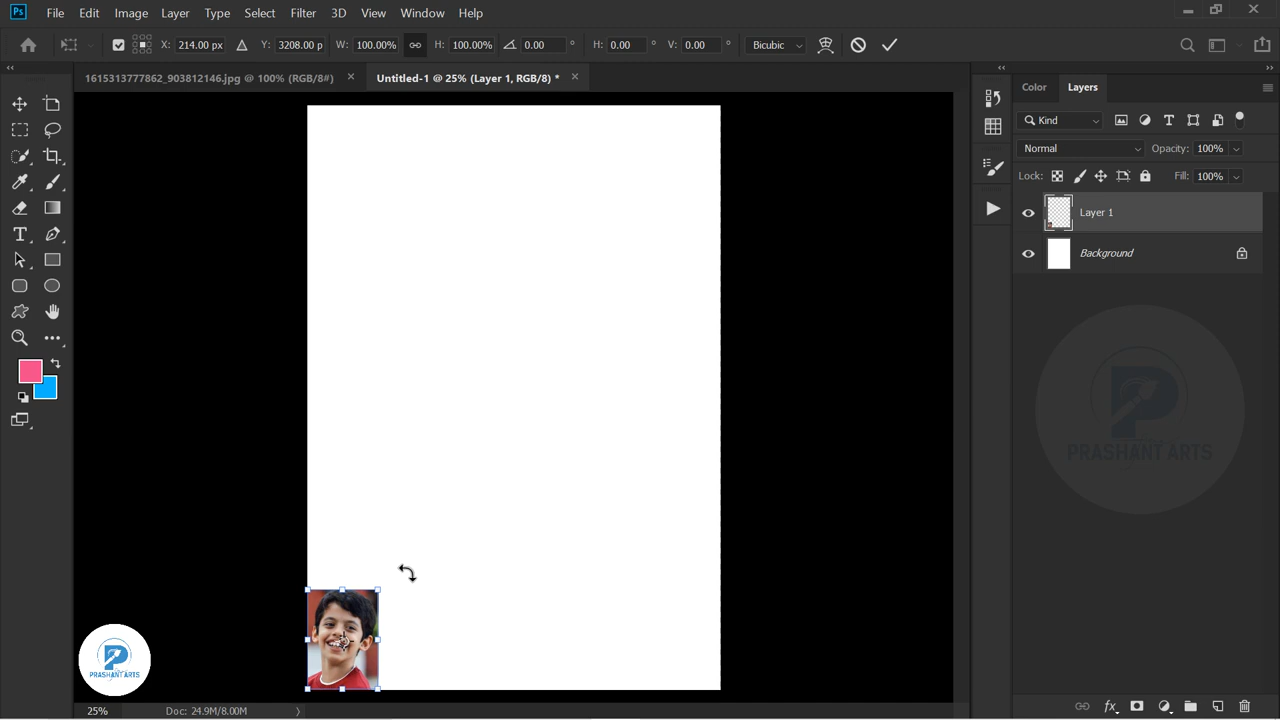 Ps File Edit Image Layer Type Select Filter 3D View Window Help
X: 214.00 px Y: 3208.00 p W: 100.00% H: 100.00% 0.00 ° H: 0.00 ° V: 0.00 ° Bicubic
1615313777862_903812146.jpg @ 100% (RGB/8#) × Untitled-1 @ 25% (Layer 1, RGB/8) * ×
Color Layers
Kind
Normal Opacity: 100%
Lock: Fill: 100%
Layer 1
Background
PRASHANT ARTS
PRASHANT ARTS
25% Doc: 24.9M/8.00M